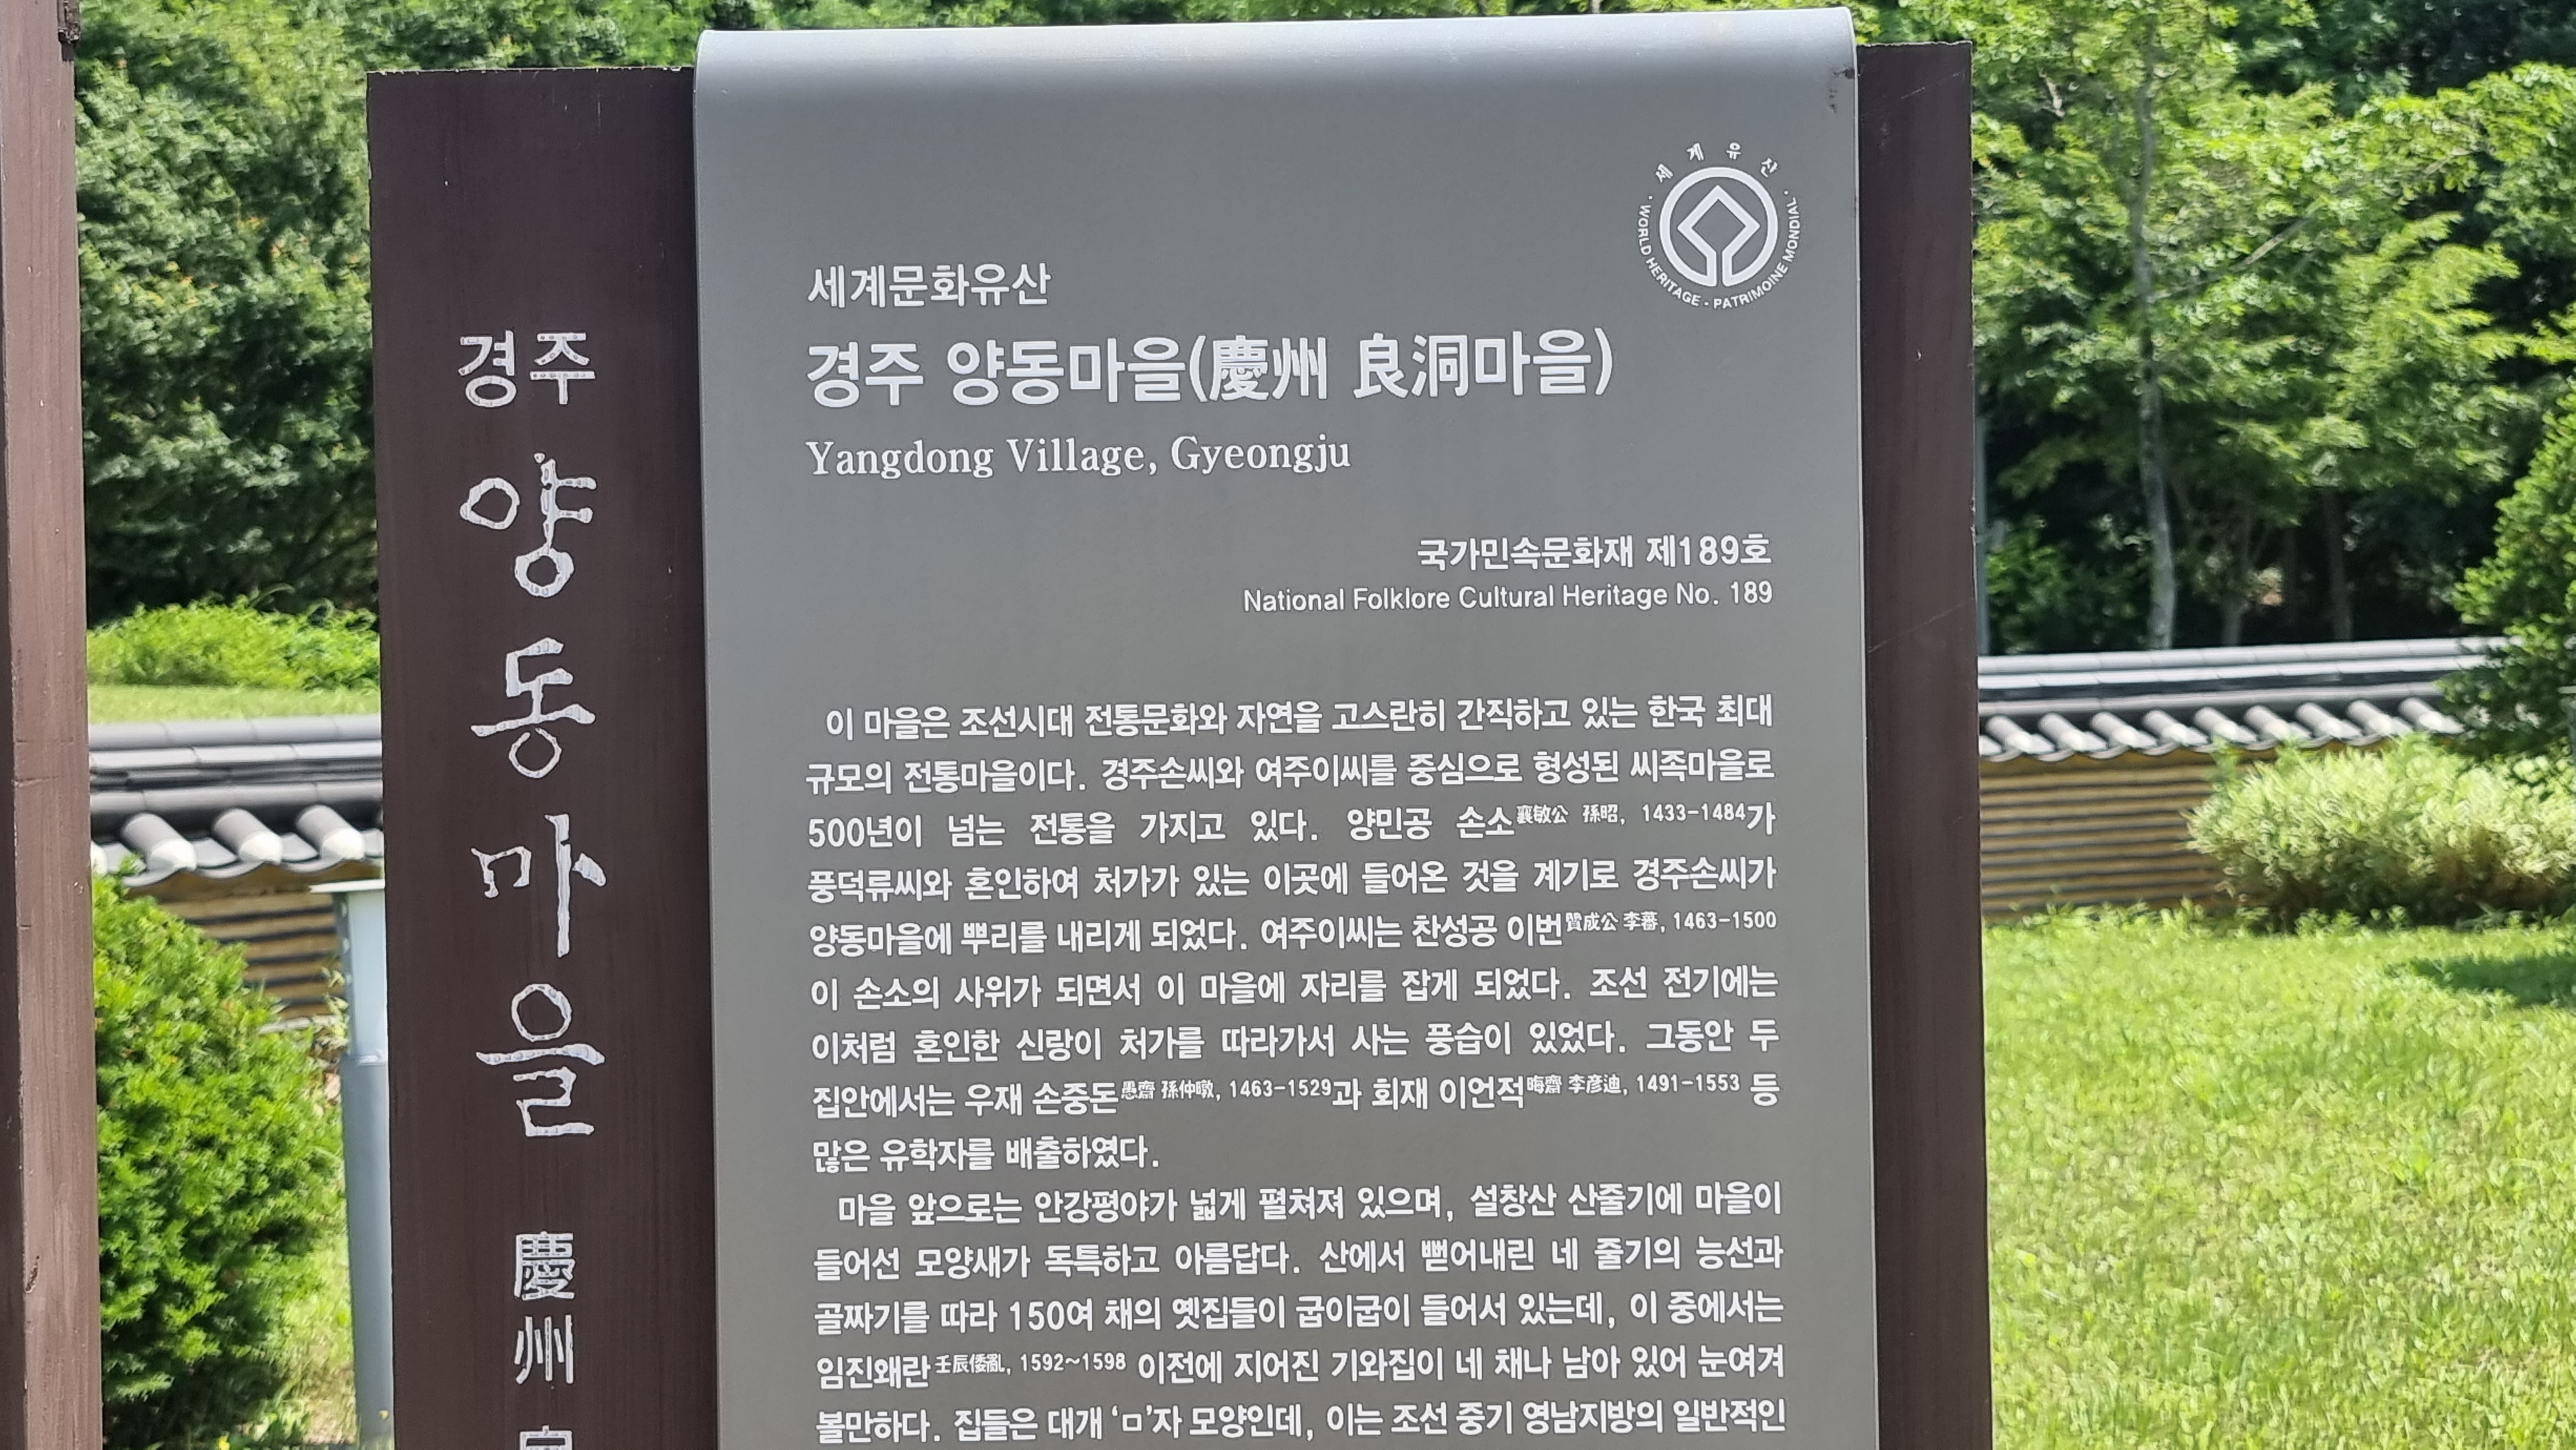 경주
양
동
마
을
慶
州
세계유산
· WORLD HERITAGE · PATRIMOINE MONDIAL ·
세계문화유산
경주 양동마을(慶州 良洞마을)
Yangdong Village, Gyeongju
국가민속문화재 제189호
National Folklore Cultural Heritage No. 189
이 마을은 조선시대 전통문화와 자연을 고스란히 간직하고 있는 한국 최대
규모의 전통마을이다. 경주손씨와 여주이씨를 중심으로 형성된 씨족마을로
500년이 넘는 전통을 가지고 있다. 양민공 손소襄敏公 孫昭, 1433-1484가
풍덕류씨와 혼인하여 처가가 있는 이곳에 들어온 것을 계기로 경주손씨가
양동마을에 뿌리를 내리게 되었다. 여주이씨는 찬성공 이번贊成公 李蕃, 1463-1500
이 손소의 사위가 되면서 이 마을에 자리를 잡게 되었다. 조선 전기에는
이처럼 혼인한 신랑이 처가를 따라가서 사는 풍습이 있었다. 그동안 두
집안에서는 우재 손중돈愚齋 孫仲暾, 1463-1529과 회재 이언적晦齋 李彦迪, 1491-1553 등
많은 유학자를 배출하였다.
마을 앞으로는 안강평야가 넓게 펼쳐져 있으며, 설창산 산줄기에 마을이
들어선 모양새가 독특하고 아름답다. 산에서 뻗어내린 네 줄기의 능선과
골짜기를 따라 150여 채의 옛집들이 굽이굽이 들어서 있는데, 이 중에서는
임진왜란壬辰倭亂, 1592~1598 이전에 지어진 기와집이 네 채나 남아 있어 눈여겨
볼만하다. 집들은 대개 ‘ㅁ’자 모양인데, 이는 조선 중기 영남지방의 일반적인